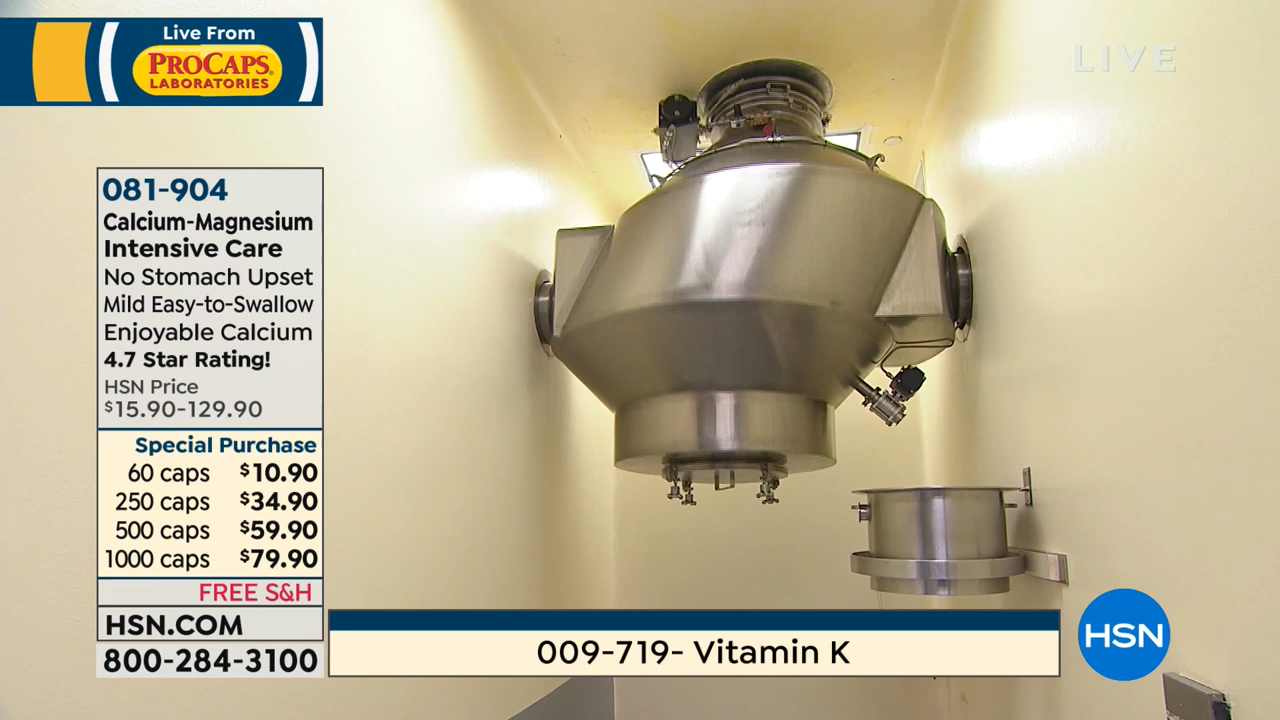 Live From
PROCAPS
LABORATORIES
LIVE
081-904
Calcium-Magnesium
Intensive Care
No Stomach Upset
Mild Easy-to-Swallow
Enjoyable Calcium
4.7 Star Rating!
HSN Price
$15.90-129.90
Special Purchase
60 caps $10.90
250 caps $34.90
500 caps $59.90
1000 caps $79.90
FREE S&H
HSN.COM
800-284-3100
009-719- Vitamin K
HSN